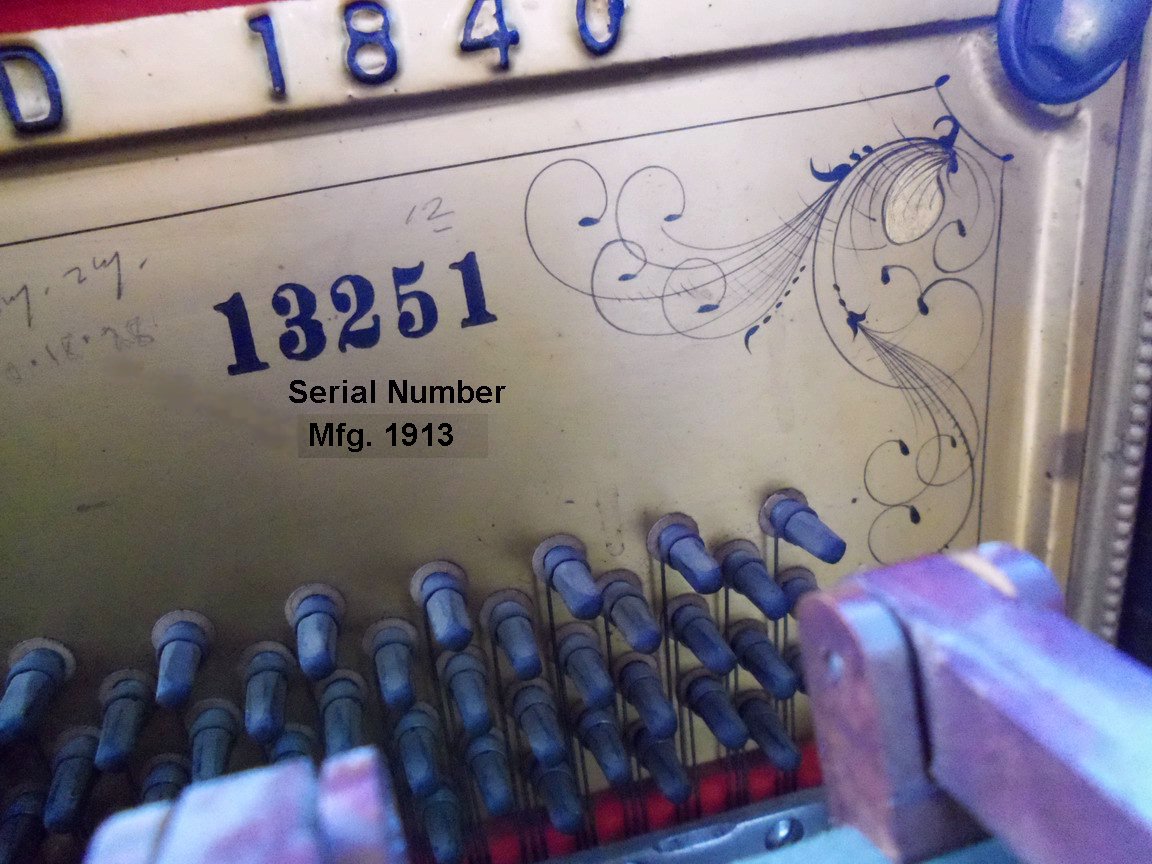 D 1840
12
13251
Serial Number
Mfg. 1913